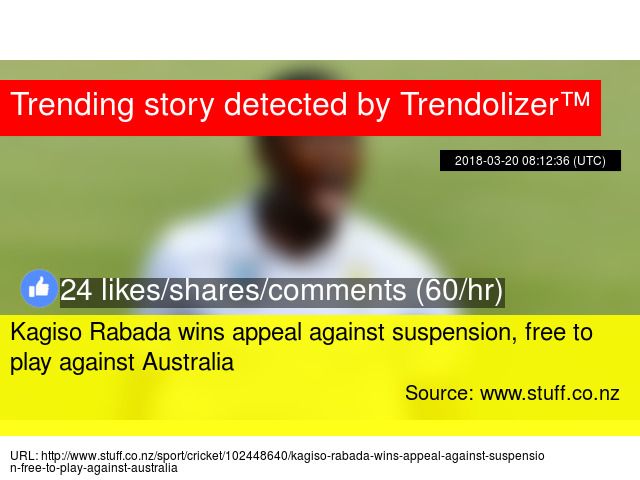 Trending story detected by Trendolizer™
2018-03-20 08:12:36 (UTC)
24 likes/shares/comments (60/hr)
Kagiso Rabada wins appeal against suspension, free to
play against Australia
Source: www.stuff.co.nz
URL: http://www.stuff.co.nz/sport/cricket/102448640/kagiso-rabada-wins-appeal-against-suspensio
n-free-to-play-against-australia